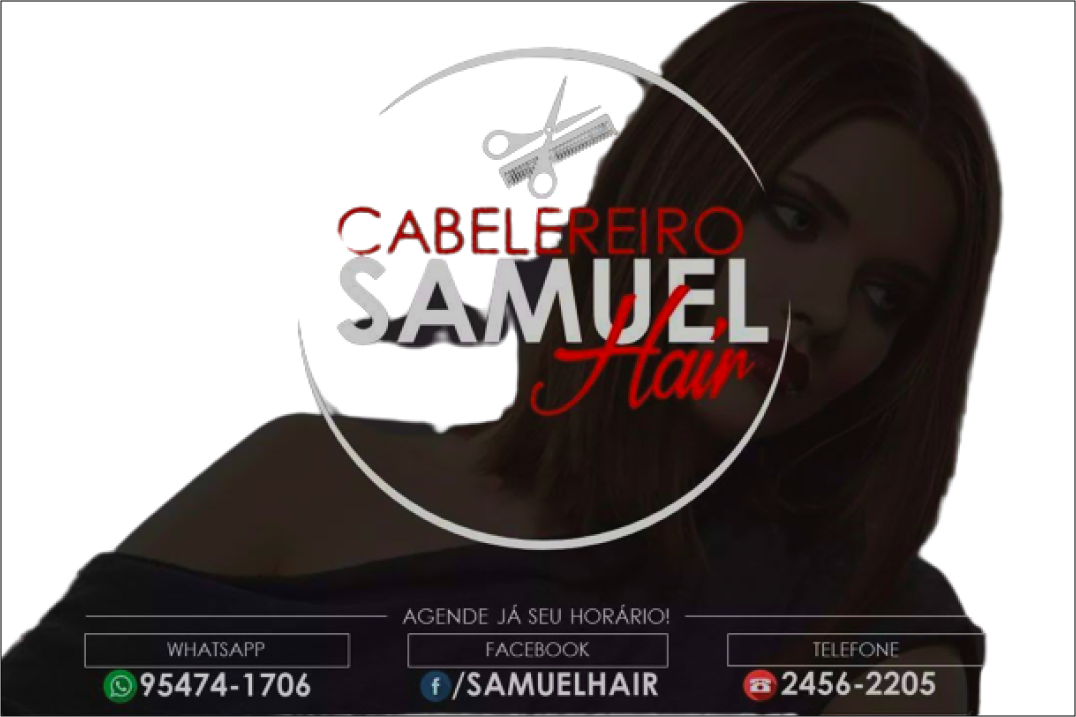 CABELEREIRO
SAMUEL
Hair
AGENDE JÁ SEU HORÁRIO!
WHATSAPP FACEBOOK TELEFONE
95474-1706 /SAMUELHAIR 2456-2205